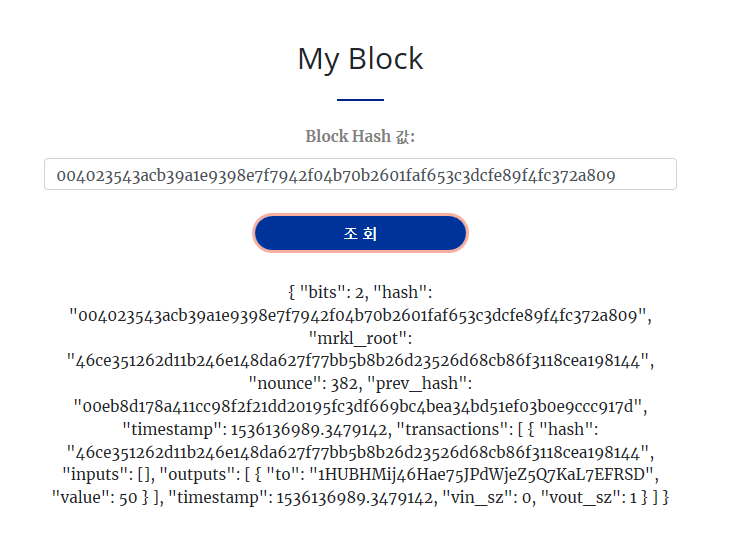 My Block
Block Hash 값:
004023543acb39a1e9398e7f7942f04b70b2601faf653c3dcfe89f4fc372a809
조 회
{ "bits": 2, "hash":
"004023543acb39a1e9398e7f7942f04b70b2601faf653c3dcfe89f4fc372a809",
"mrkl_root":
"46ce351262d11b246e148da627f77bb5b8b26d23526d68cb86f3118cea198144",
"nounce": 382, "prev_hash":
"00eb8d178a411cc98f2f21dd20195fc3df669bc4bea34bd51ef03b0e9ccc917d",
"timestamp": 1536136989.3479142, "transactions": [ { "hash":
"46ce351262d11b246e148da627f77bb5b8b26d23526d68cb86f3118cea198144",
"inputs": [], "outputs": [ { "to": "1HUBHMij46Hae75JPdWjeZ5Q7KaL7EFRSD",
"value": 50 } ], "timestamp": 1536136989.3479142, "vin_sz": 0, "vout_sz": 1 } ] }